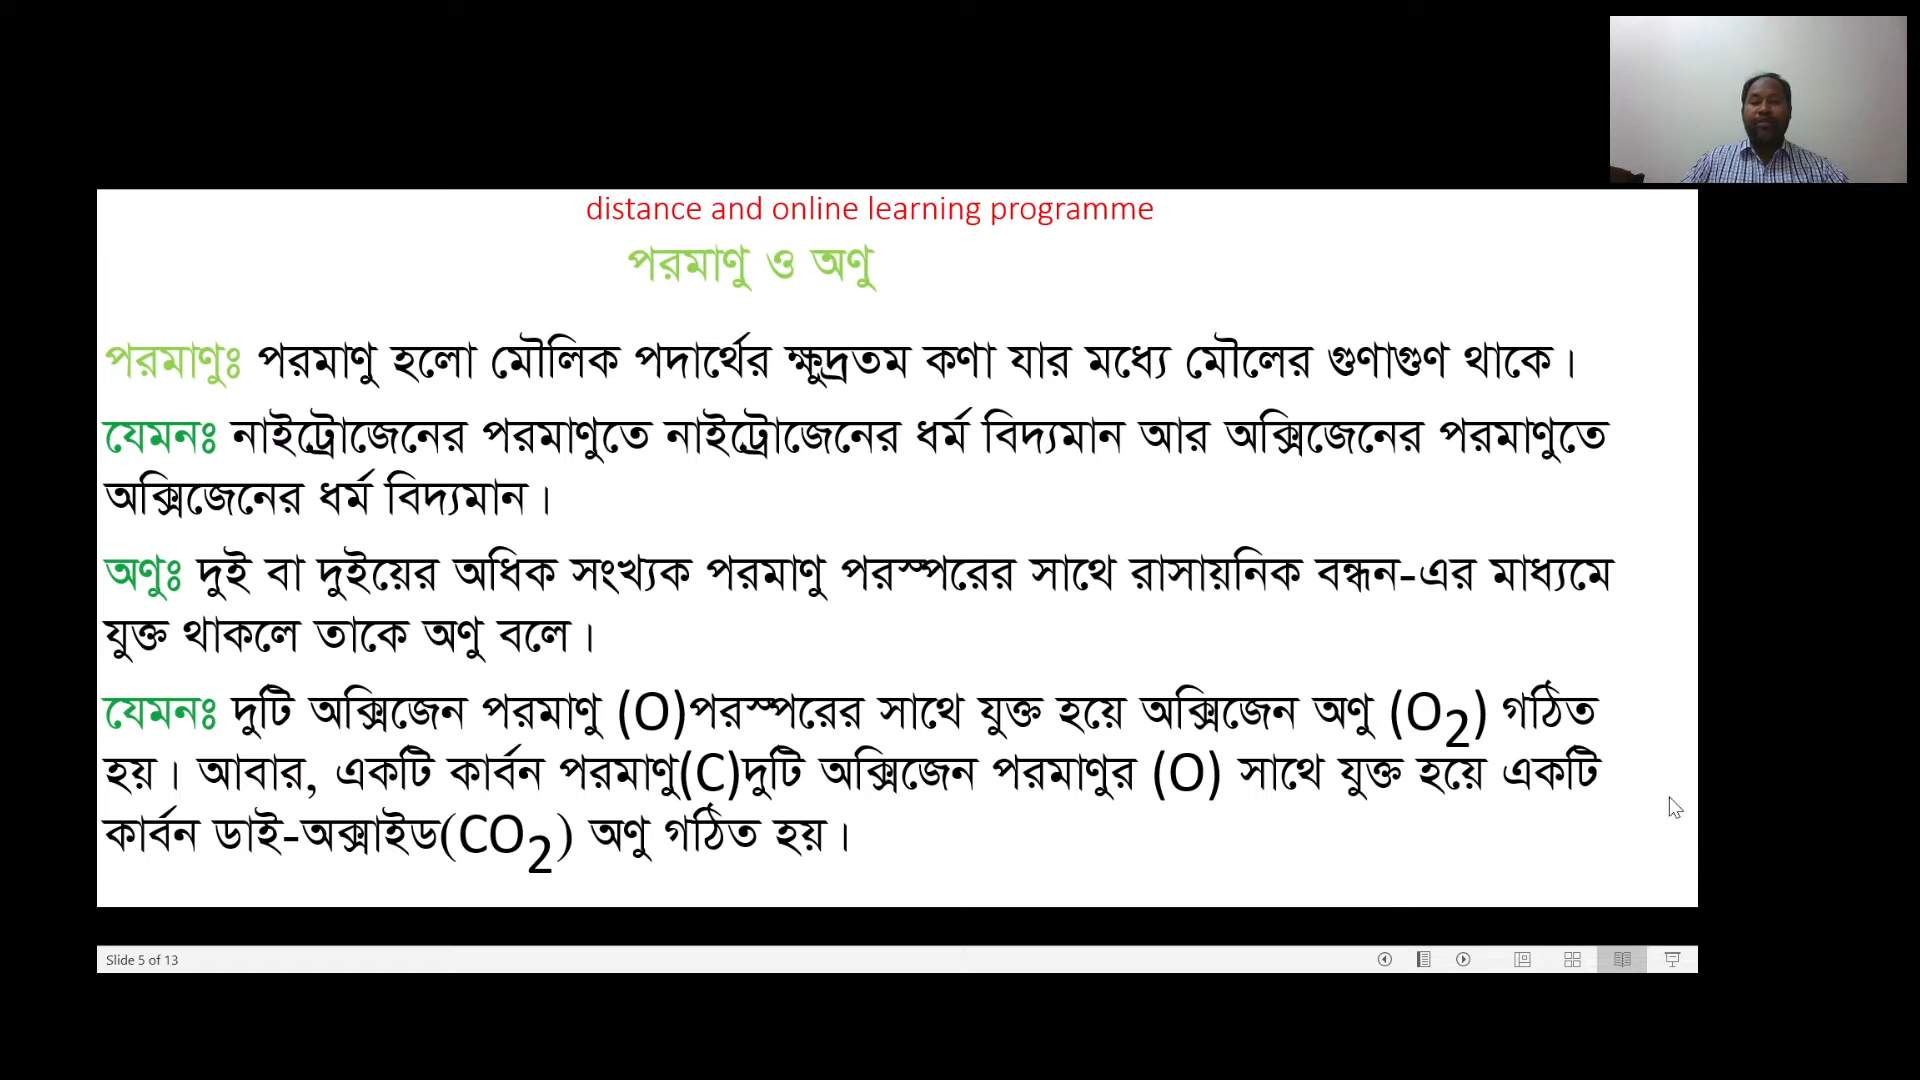 distance and online learning programme
পরমাণু ও অণু
পরমাণুঃ পরমাণু হলো মৌলিক পদার্থের ক্ষুদ্রতম কণা যার মধ্যে মৌলের গুণাগুণ থাকে।
যেমনঃ নাইট্রোজেনের পরমাণুতে নাইট্রোজেনের ধর্ম বিদ্যমান আর অক্সিজেনের পরমাণুতে
অক্সিজেনের ধর্ম বিদ্যমান।
অণুঃ দুই বা দুইয়ের অধিক সংখ্যক পরমাণু পরস্পরের সাথে রাসায়নিক বন্ধন-এর মাধ্যমে
যুক্ত থাকলে তাকে অণু বলে।
যেমনঃ দুটি অক্সিজেন পরমাণু (O)পরস্পরের সাথে যুক্ত হয়ে অক্সিজেন অণু (O₂) গঠিত
হয়। আবার, একটি কার্বন পরমাণু(C)দুটি অক্সিজেন পরমাণুর (O) সাথে যুক্ত হয়ে একটি
কার্বন ডাই-অক্সাইড(CO₂) অণু গঠিত হয়।
Slide 5 of 13